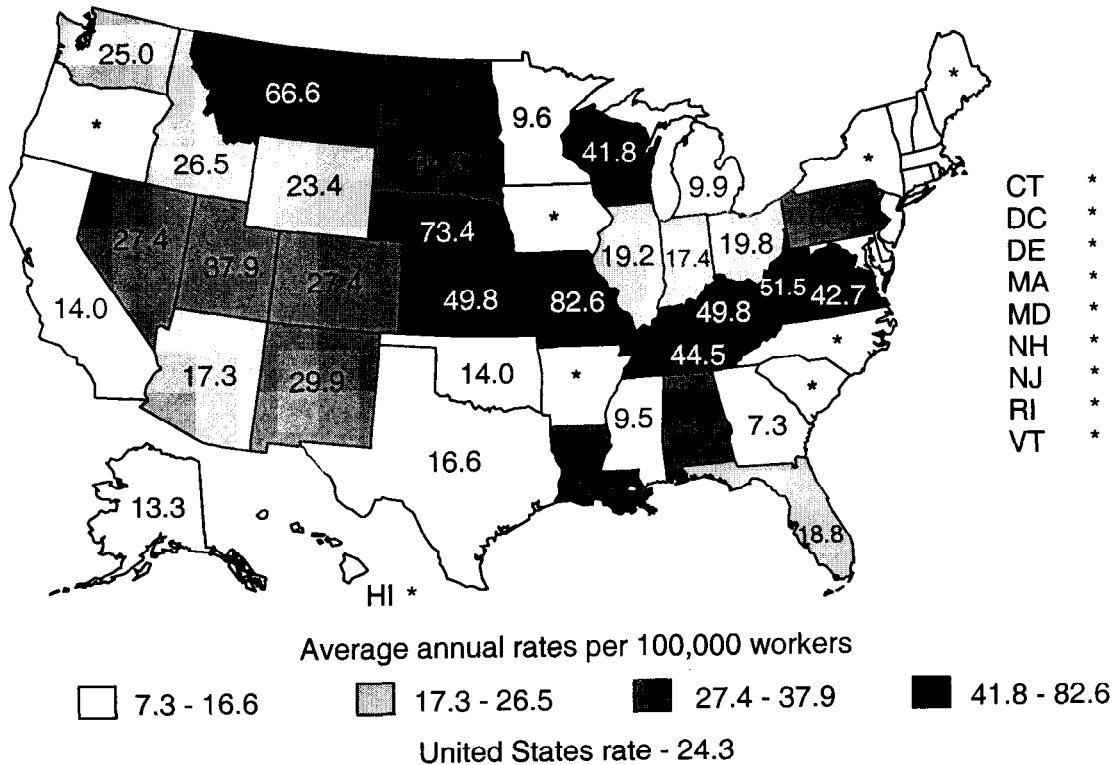 25.0
66.6
9.6
*
*
26.5
23.4
41.8
9.9
*
CT *
DC *
DE *
MA *
MD *
NH *
NJ *
RI *
VT *
27.4
37.9
27.4
73.4
*
19.2
17.4
19.8
14.0
49.8
82.6
49.8
51.5
42.7
17.3
29.9
14.0
*
44.5
*
*
9.5
7.3
16.6
13.3
18.8
HI *
Average annual rates per 100,000 workers
7.3 - 16.6
17.3 - 26.5
27.4 - 37.9
41.8 - 82.6
United States rate - 24.3